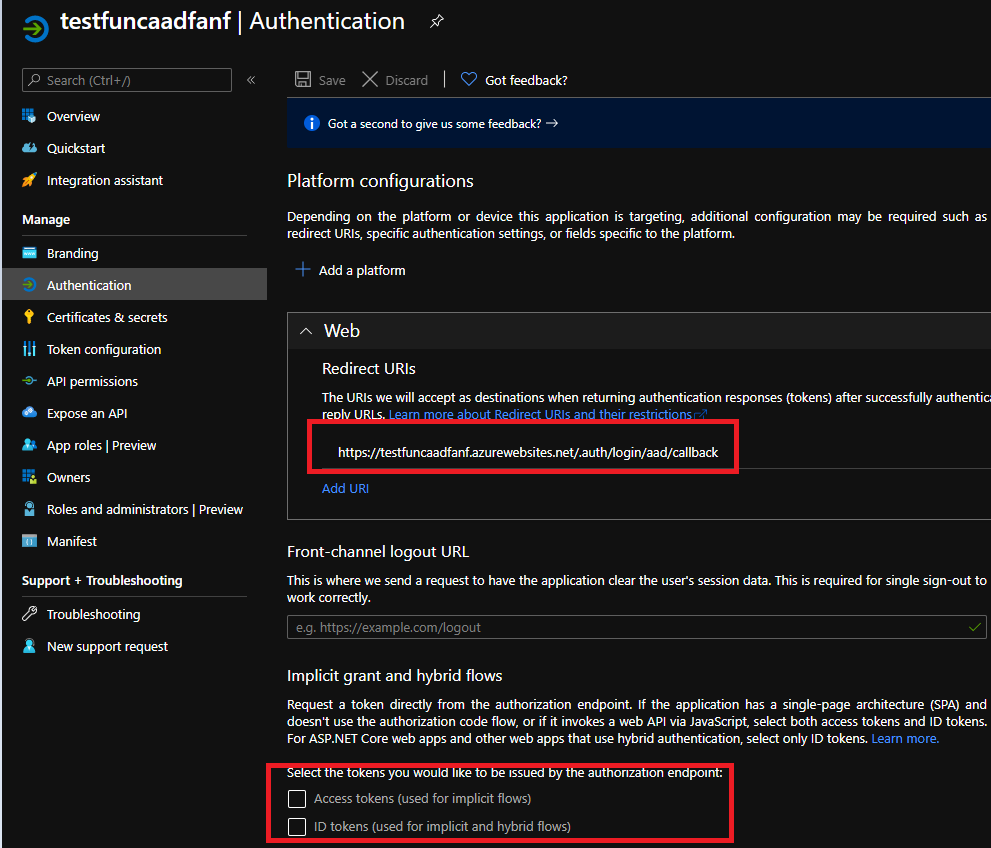 testfuncaadfanf | Authentication
Search (Ctrl+/)
«
Overview
Quickstart
Integration assistant
Manage
Branding
Authentication
Certificates & secrets
Token configuration
API permissions
Expose an API
App roles | Preview
Owners
Roles and administrators | Preview
Manifest
Support + Troubleshooting
Troubleshooting
New support request
Save
Discard
Got feedback?
Got a second to give us some feedback? →
Platform configurations
Depending on the platform or device this application is targeting, additional configuration may be required such as
redirect URIs, specific authentication settings, or fields specific to the platform.
Add a platform
Web
Redirect URIs
The URIs we will accept as destinations when returning authentication responses (tokens) after successfully authentica
reply URLs. Learn more about Redirect URIs and their restrictions
https://testfuncaadfanf.azurewebsites.net/.auth/login/aad/callback
Add URI
Front-channel logout URL
This is where we send a request to have the application clear the user's session data. This is required for single sign-out to
work correctly.
e.g. https://example.com/logout
Implicit grant and hybrid flows
Request a token directly from the authorization endpoint. If the application has a single-page architecture (SPA) and
doesn't use the authorization code flow, or if it invokes a web API via JavaScript, select both access tokens and ID tokens.
For ASP.NET Core web apps and other web apps that use hybrid authentication, select only ID tokens. Learn more.
Select the tokens you would like to be issued by the authorization endpoint:
Access tokens (used for implicit flows)
ID tokens (used for implicit and hybrid flows)